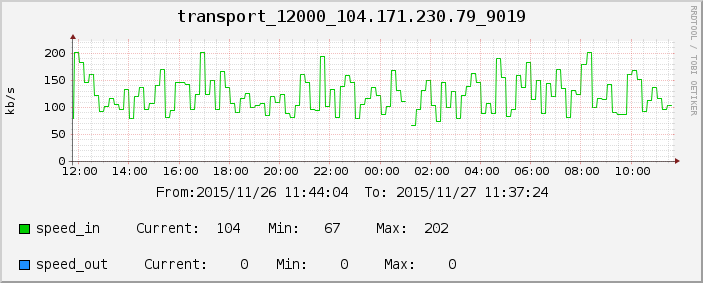 transport_12000_104.171.230.79_9019
RRDTOOL / TOBI OETIKER
kb/s
200
150
100
50
0
12:00 14:00 16:00 18:00 20:00 22:00 00:00 02:00 04:00 06:00 08:00 10:00
From:2015/11/26 11:44:04 To: 2015/11/27 11:37:24
speed_in Current: 104 Min: 67 Max: 202
speed_out Current: 0 Min: 0 Max: 0